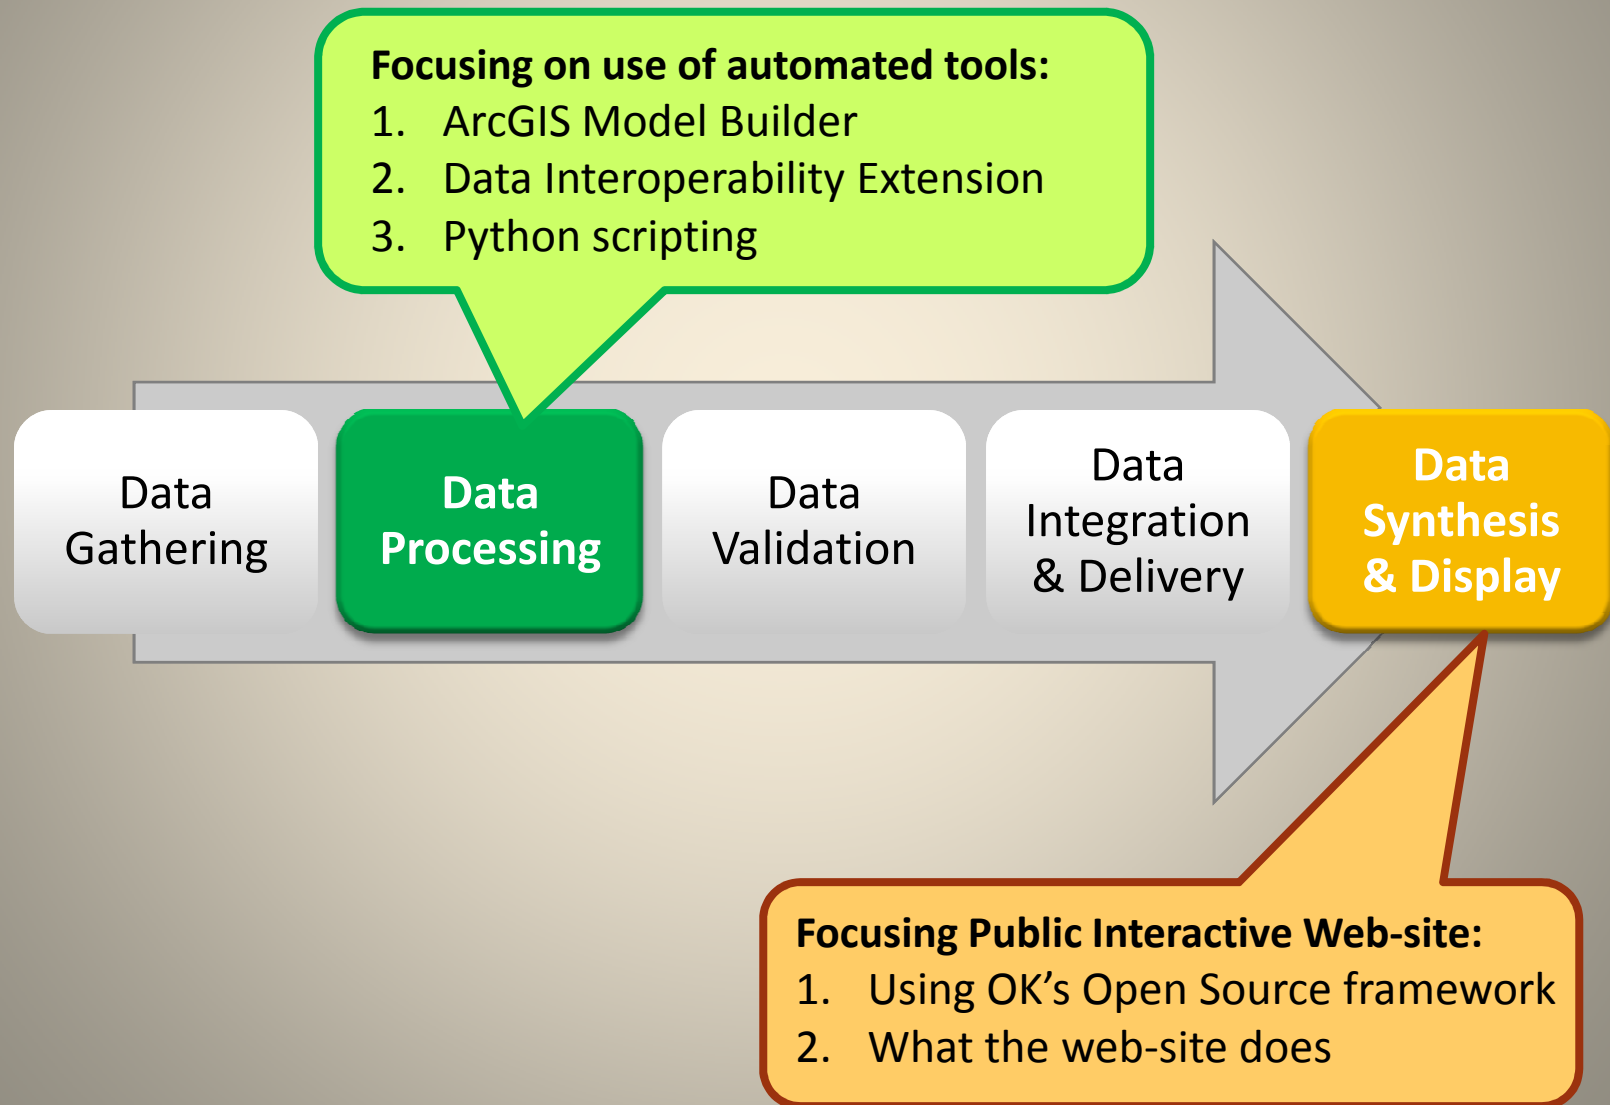 Focusing on use of automated tools:
1. ArcGIS Model Builder
2. Data Interoperability Extension
3. Python scripting
Data
Gathering
Data
Processing
Data
Validation
Data
Integration
& Delivery
Data
Synthesis
& Display
Focusing Public Interactive Web-site:
1. Using OK’s Open Source framework
2. What the web-site does